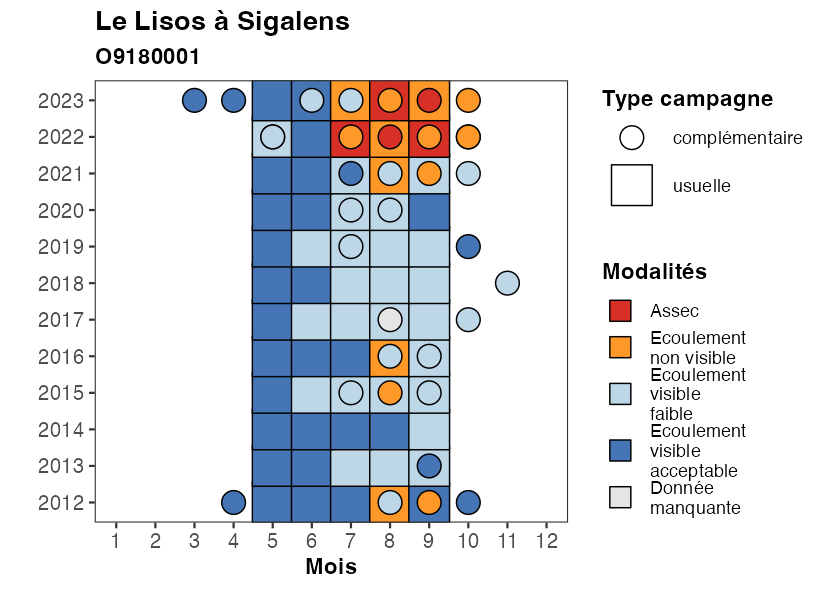 Le Lisos à Sigalens
O9180001
2023
2022
2021
2020
2019
2018
2017
2016
2015
2014
2013
2012
1 2 3 4 5 6 7 8 9 10 11 12
Mois
Type campagne
complémentaire
usuelle
Modalités
Assec
Ecoulement
non visible
Ecoulement
visible
faible
Ecoulement
visible
acceptable
Donnée
manquante